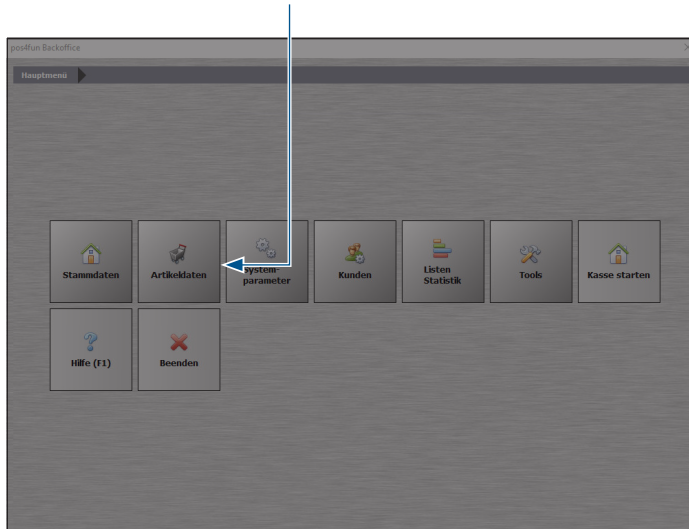 pos4fun Backoffice
Hauptmenü
Stammdaten
Artikeldaten
System-
parameter
Kunden
Listen
Statistik
Tools
Kasse starten
Hilfe (F1)
Beenden